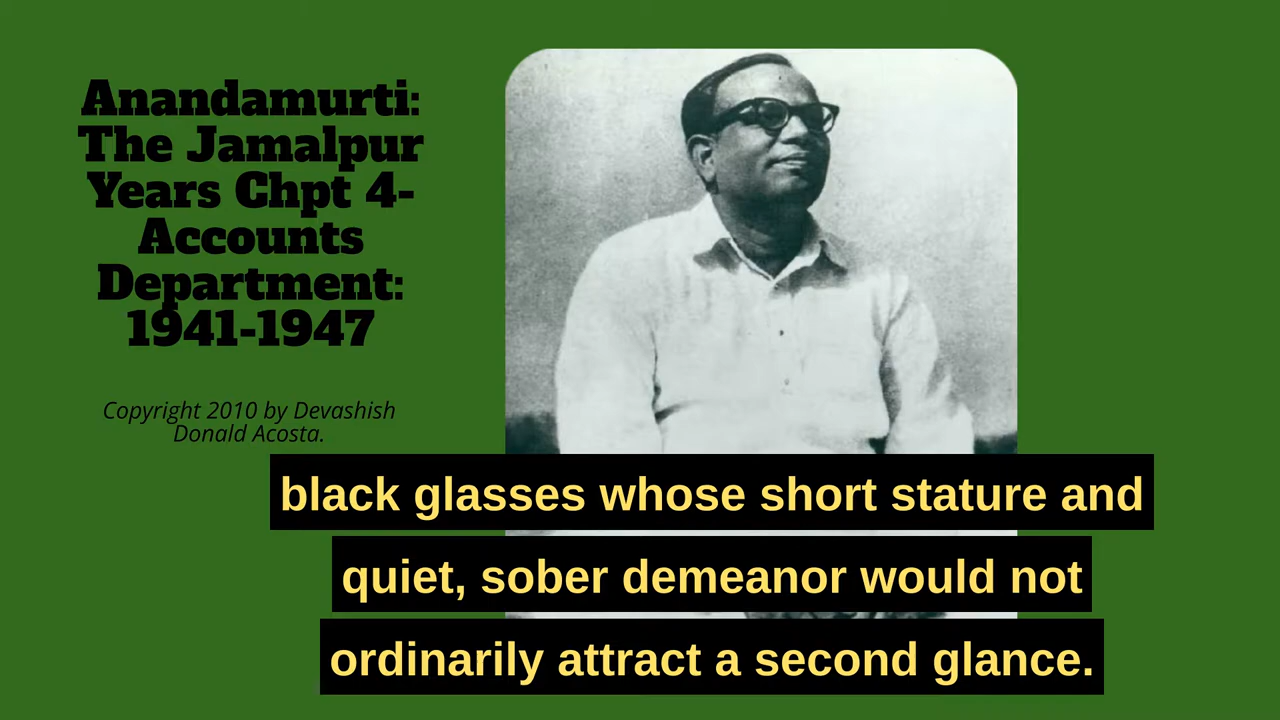 Anandamurti:
The Jamalpur
Years Chpt 4-
Accounts
Department:
1941-1947
Copyright 2010 by Devashish
Donald Acosta.
black glasses whose short stature and
quiet, sober demeanor would not
ordinarily attract a second glance.